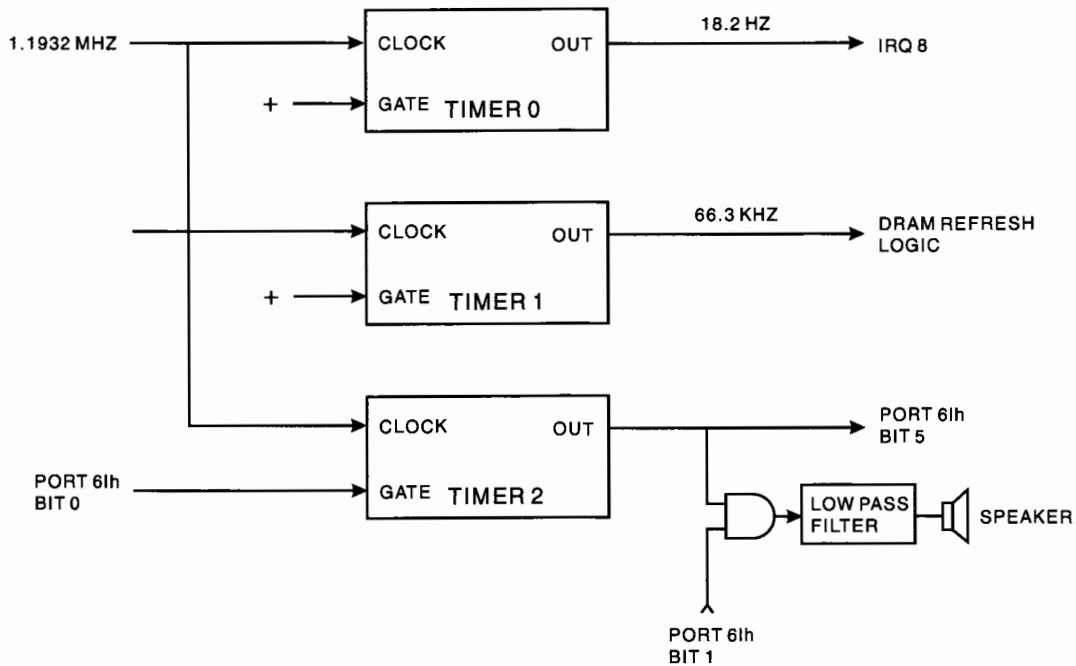 1.1932 MHZ
CLOCK
OUT
18.2 HZ
IRQ 8
+
GATE
TIMER 0
CLOCK
OUT
66.3 KHZ
DRAM REFRESH
LOGIC
+
GATE
TIMER 1
CLOCK
OUT
PORT 6lh
BIT 5
PORT 6lh
BIT 0
GATE
TIMER 2
LOW PASS
FILTER
SPEAKER
PORT 6lh
BIT 1